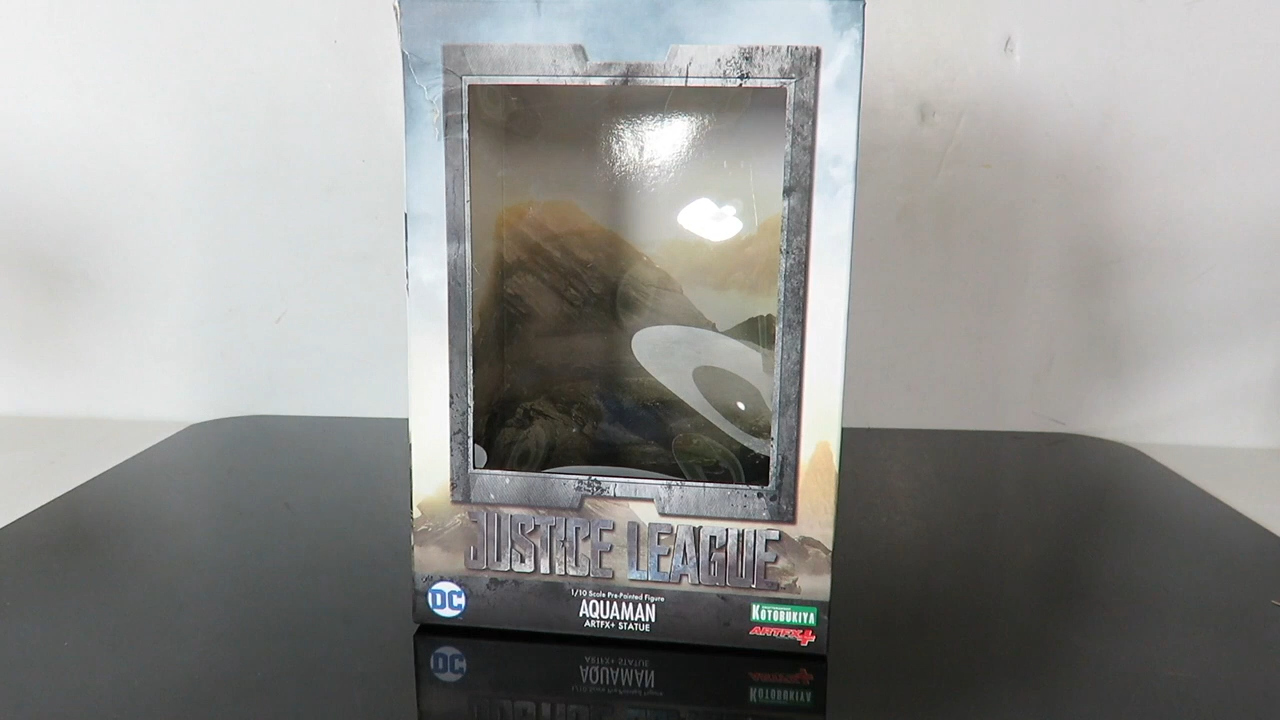 JUSTICE LEAGUE
DC
1/10 Scale Pre-Painted Figure
AQUAMAN
ARTFX+ STATUE
KOTOBUKIYA
ARTFX+